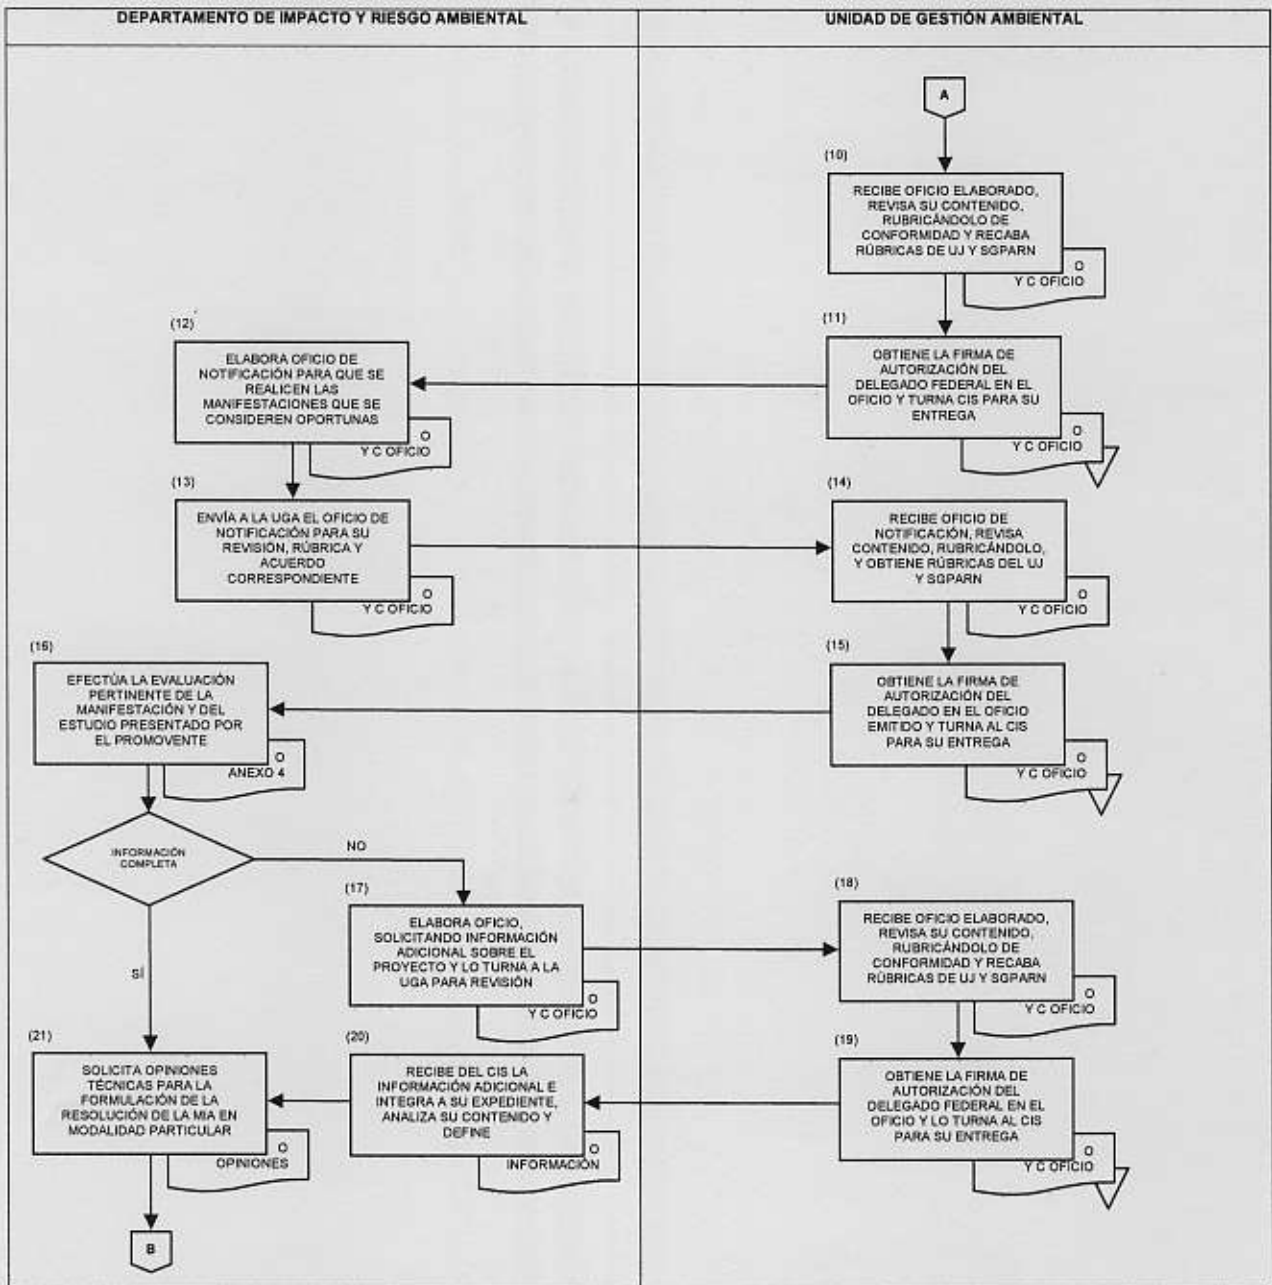 DEPARTAMENTO DE IMPACTO Y RIESGO AMBIENTAL
UNIDAD DE GESTIÓN AMBIENTAL
A
(10)
RECIBE OFICIO ELABORADO,
REVISA SU CONTENIDO,
RUBRICÁNDOLO DE
CONFORMIDAD Y RECABA
RÚBRICAS DE UJ Y SGPARN
O
Y C OFICIO
(11)
OBTIENE LA FIRMA DE
AUTORIZACIÓN DEL
DELEGADO FEDERAL EN EL
OFICIO Y TURNA CIS PARA SU
ENTREGA
O
Y C OFICIO
(12)
ELABORA OFICIO DE
NOTIFICACIÓN PARA QUE SE
REALICEN LAS
MANIFESTACIONES QUE SE
CONSIDEREN OPORTUNAS
O
Y C OFICIO
(13)
ENVÍA A LA UGA EL OFICIO DE
NOTIFICACIÓN PARA SU
REVISIÓN, RÚBRICA Y
ACUERDO
CORRESPONDIENTE
O
Y C OFICIO
(14)
RECIBE OFICIO DE
NOTIFICACIÓN, REVISA
CONTENIDO, RUBRICÁNDOLO,
Y OBTIENE RÚBRICAS DEL UJ
Y SGPARN
O
Y C OFICIO
(15)
OBTIENE LA FIRMA DE
AUTORIZACIÓN DEL
DELEGADO EN EL OFICIO
EMITIDO Y TURNA AL CIS
PARA SU ENTREGA
O
Y C OFICIO
(16)
EFECTÚA LA EVALUACIÓN
PERTINENTE DE LA
MANIFESTACIÓN Y DEL
ESTUDIO PRESENTADO POR
EL PROMOVENTE
O
ANEXO 4
INFORMACIÓN
COMPLETA
NO
SÍ
(17)
ELABORA OFICIO,
SOLICITANDO INFORMACIÓN
ADICIONAL SOBRE EL
PROYECTO Y LO TURNA A LA
UGA PARA REVISIÓN
O
Y C OFICIO
(18)
RECIBE OFICIO ELABORADO,
REVISA SU CONTENIDO,
RUBRICÁNDOLO DE
CONFORMIDAD Y RECABA
RÚBRICAS DE UJ Y SGPARN
O
Y C OFICIO
(19)
OBTIENE LA FIRMA DE
AUTORIZACIÓN DEL
DELEGADO FEDERAL EN EL
OFICIO Y LO TURNA AL CIS
PARA SU ENTREGA
O
Y C OFICIO
(20)
RECIBE DEL CIS LA
INFORMACIÓN ADICIONAL E
INTEGRA A SU EXPEDIENTE,
ANALIZA SU CONTENIDO Y
DEFINE
O
INFORMACIÓN
(21)
SOLICITA OPINIONES
TÉCNICAS PARA LA
FORMULACIÓN DE LA
RESOLUCIÓN DE LA MIA EN
MODALIDAD PARTICULAR
O
OPINIONES
B